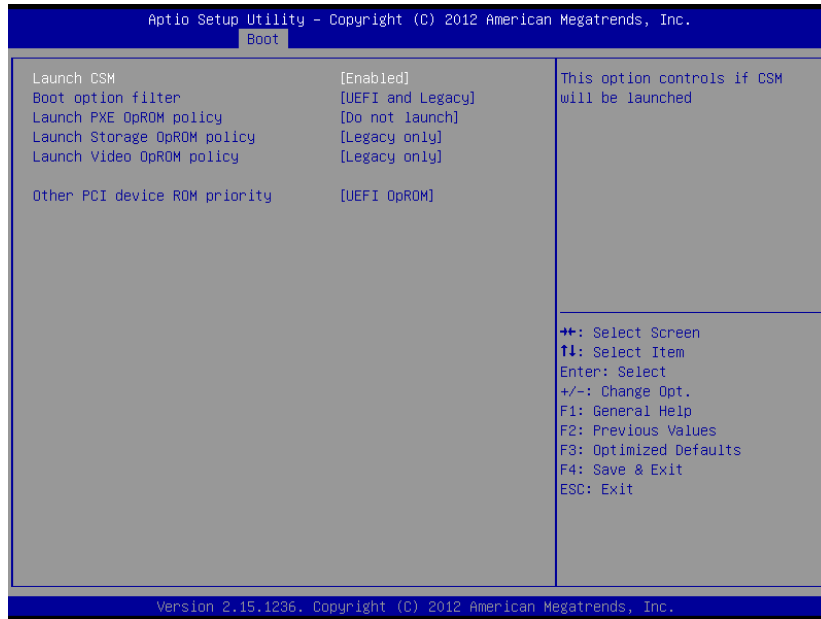 Aptio Setup Utility – Copyright (C) 2012 American Megatrends, Inc.
Boot
Launch CSM [Enabled]
Boot option filter [UEFI and Legacy]
Launch PXE OpROM policy [Do not launch]
Launch Storage OpROM policy [Legacy only]
Launch Video OpROM policy [Legacy only]
Other PCI device ROM priority [UEFI OpROM]
This option controls if CSM
will be launched
→←: Select Screen
↑↓: Select Item
Enter: Select
+/-: Change Opt.
F1: General Help
F2: Previous Values
F3: Optimized Defaults
F4: Save & Exit
ESC: Exit
Version 2.15.1236. Copyright (C) 2012 American Megatrends, Inc.